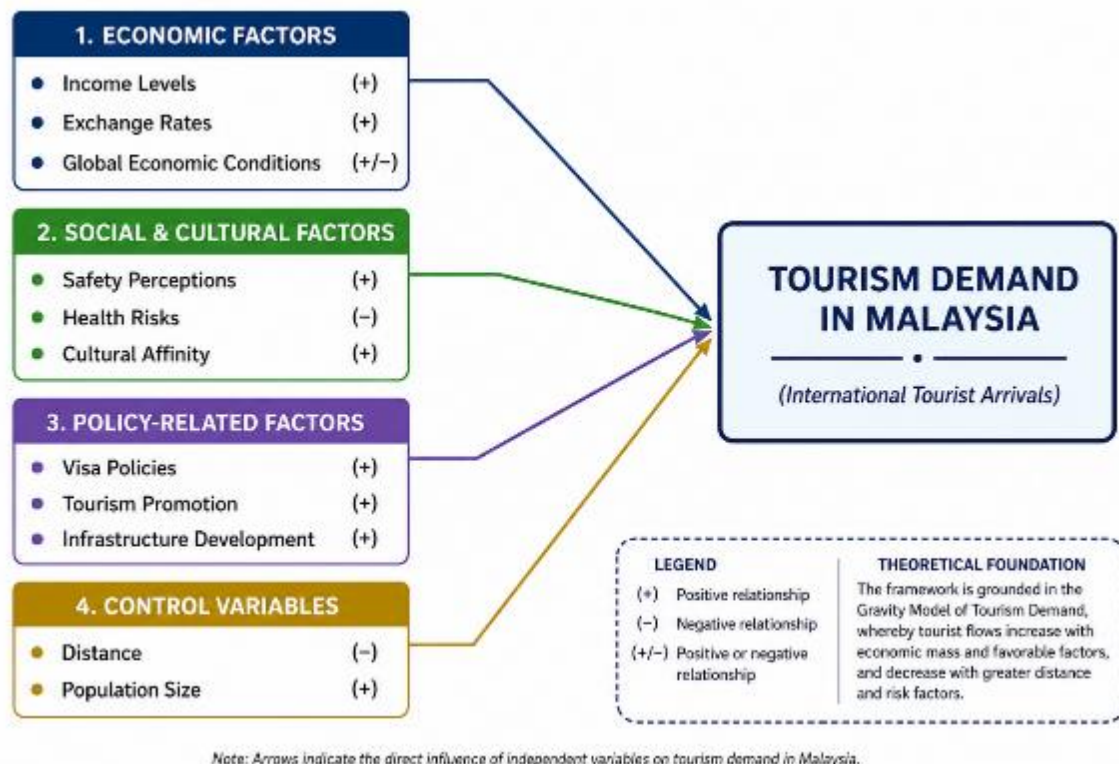 1. ECONOMIC FACTORS
● Income Levels (+)
● Exchange Rates (+)
● Global Economic Conditions (+/−)
2. SOCIAL & CULTURAL FACTORS
● Safety Perceptions (+)
● Health Risks (−)
● Cultural Affinity (+)
3. POLICY-RELATED FACTORS
● Visa Policies (+)
● Tourism Promotion (+)
● Infrastructure Development (+)
4. CONTROL VARIABLES
● Distance (−)
● Population Size (+)
TOURISM DEMAND
IN MALAYSIA
(International Tourist Arrivals)
LEGEND
(+) Positive relationship
(−) Negative relationship
(+/−) Positive or negative
relationship
THEORETICAL FOUNDATION
The framework is grounded in the
Gravity Model of Tourism Demand,
whereby tourist flows increase with
economic mass and favorable factors,
and decrease with greater distance
and risk factors.
Note: Arrows indicate the direct influence of independent variables on tourism demand in Malaysia.